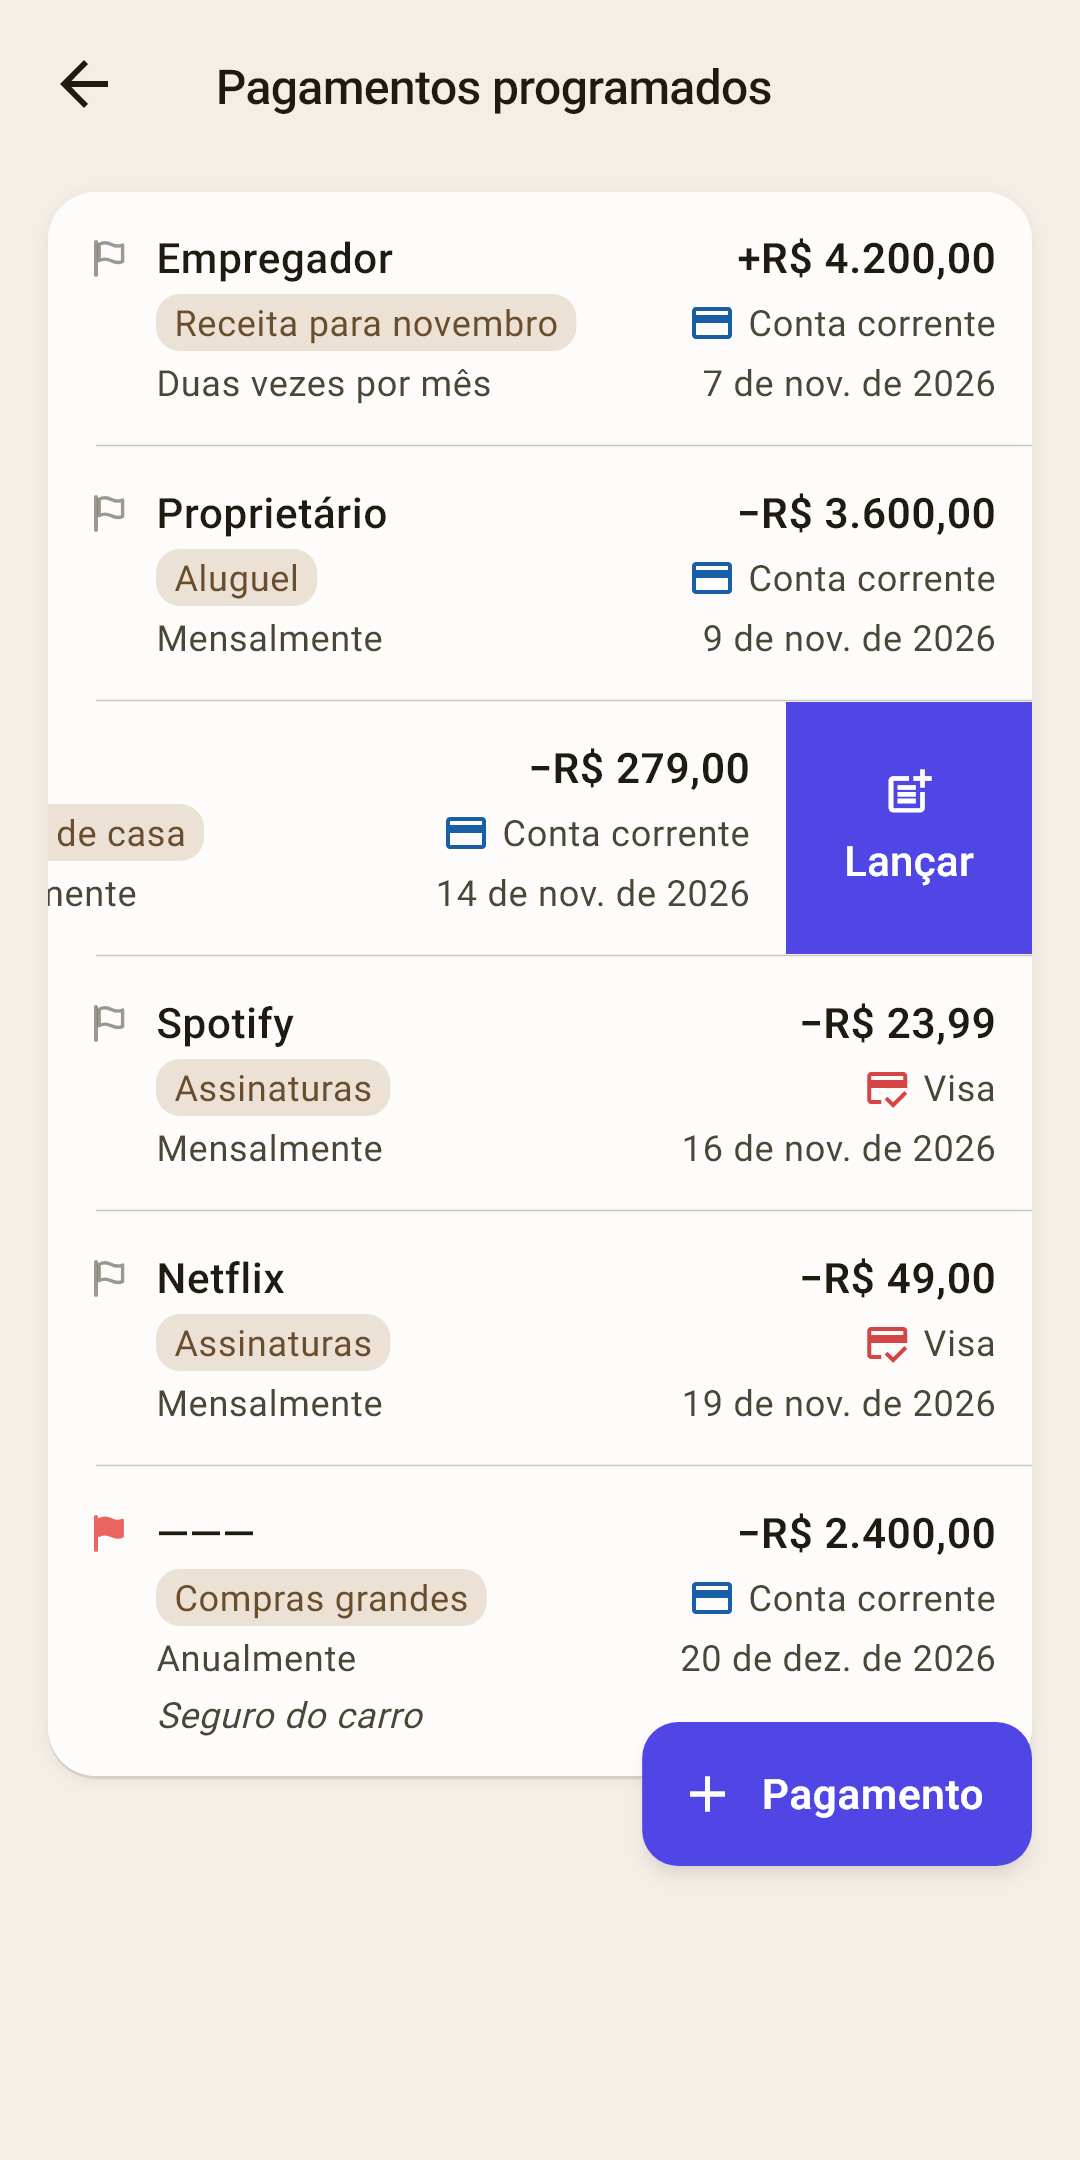 Pagamentos programados
Empregador +R$ 4.200,00
Receita para novembro Conta corrente
Duas vezes por mês 7 de nov. de 2026
Proprietário −R$ 3.600,00
Aluguel Conta corrente
Mensalmente 9 de nov. de 2026
−R$ 279,00
de casa Conta corrente
14 de nov. de 2026
Lançar
Spotify −R$ 23,99
Assinaturas Visa
Mensalmente 16 de nov. de 2026
Netflix −R$ 49,00
Assinaturas Visa
Mensalmente 19 de nov. de 2026
––– −R$ 2.400,00
Compras grandes Conta corrente
Anualmente 20 de dez. de 2026
Seguro do carro
+ Pagamento